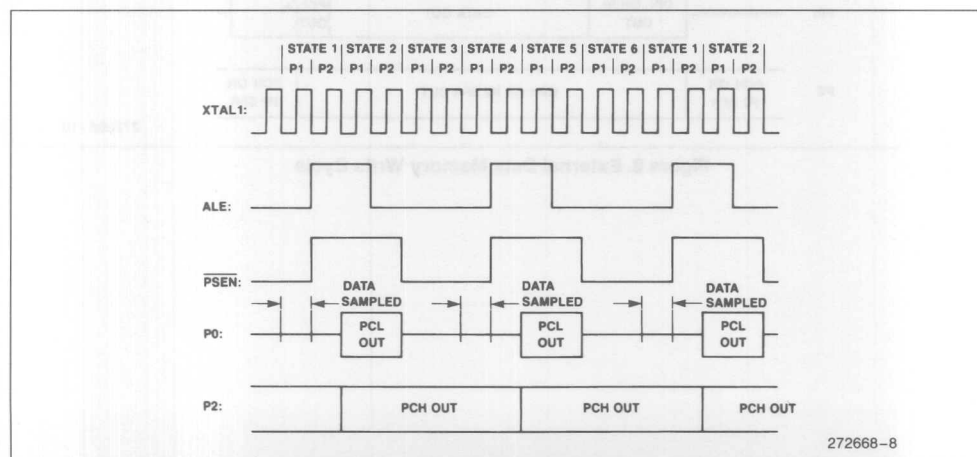 STATE 1 STATE 2 STATE 3 STATE 4 STATE 5 STATE 6 STATE 1 STATE 2
P1 P2 P1 P2 P1 P2 P1 P2 P1 P2 P1 P2 P1 P2 P1 P2
XTAL1:
ALE:
PSEN:
DATA SAMPLED
DATA SAMPLED
DATA SAMPLED
P0:
PCL OUT
PCL OUT
PCL OUT
P2:
PCH OUT
PCH OUT
PCH OUT
272668-8